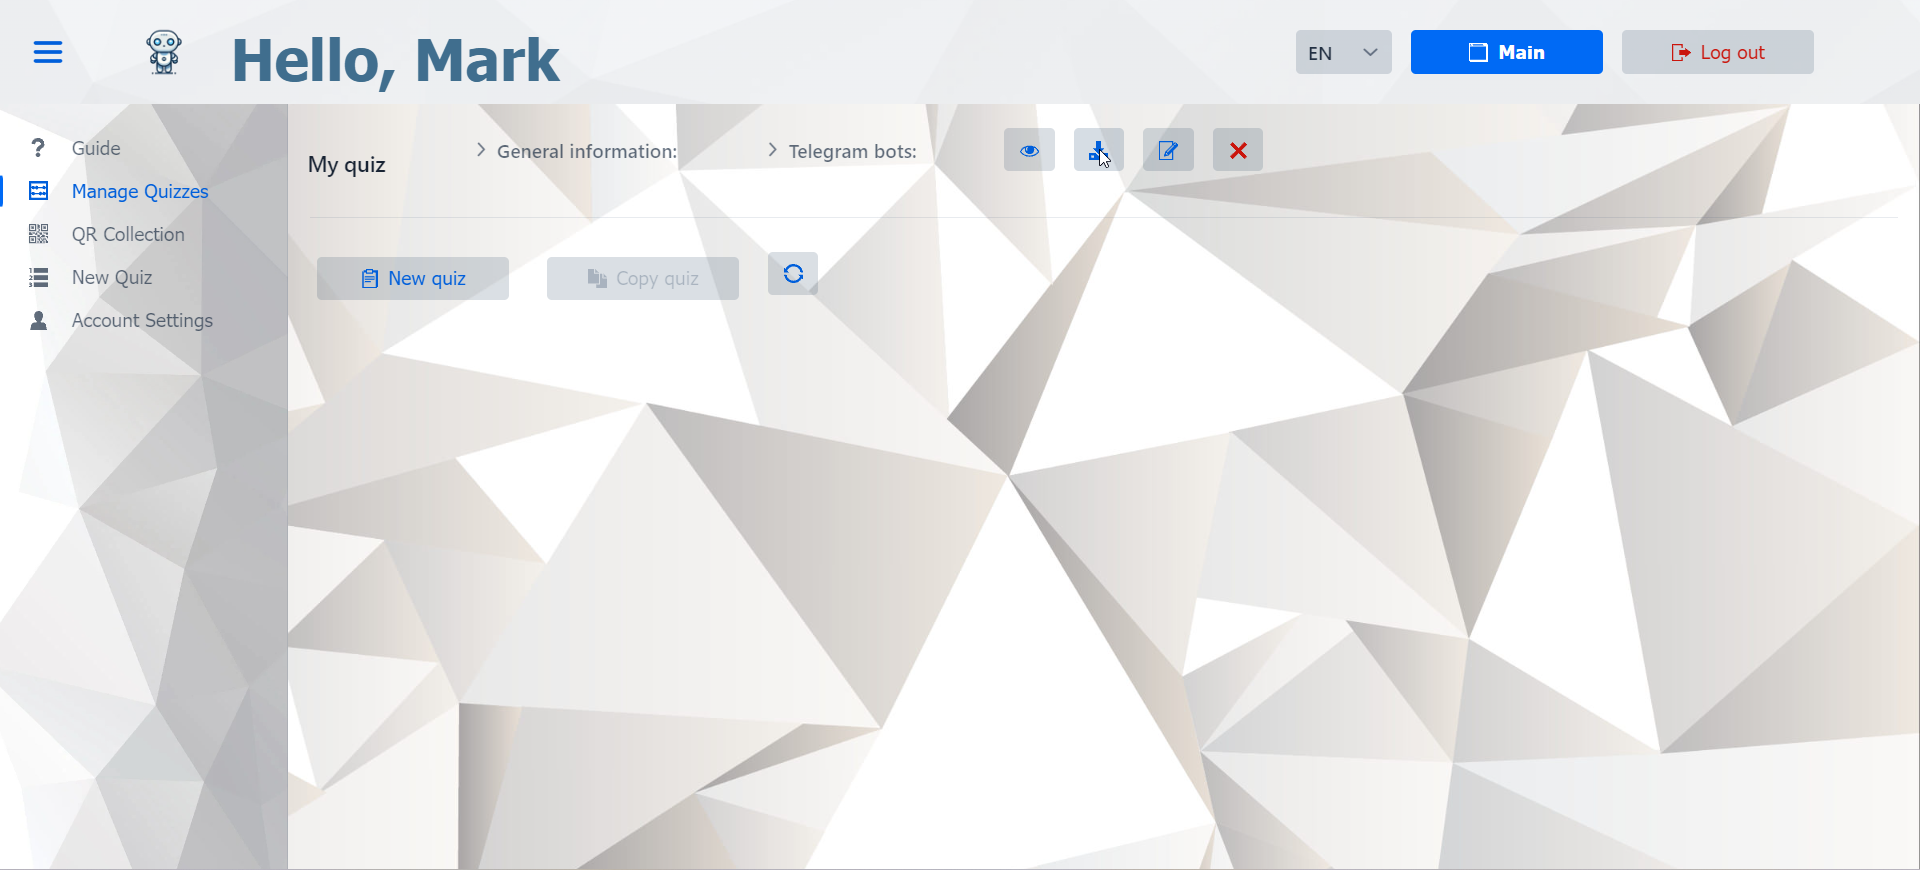 Hello, Mark
EN
Main
Log out
Guide
Manage Quizzes
QR Collection
New Quiz
Account Settings
My quiz
General information:
Telegram bots:
New quiz
Copy quiz